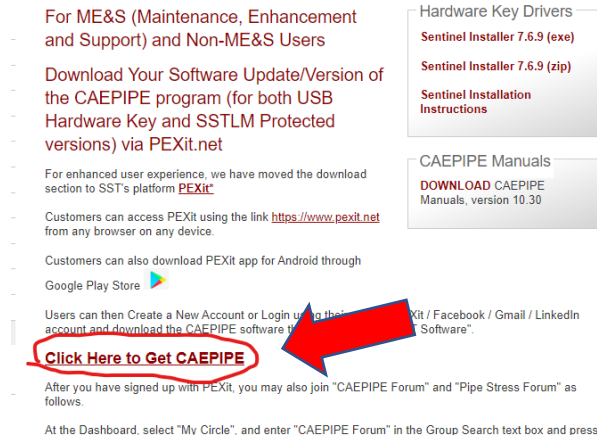 For ME&S (Maintenance, Enhancement
and Support) and Non-ME&S Users
Download Your Software Update/Version of
the CAEPIPE program (for both USB
Hardware Key and SSTLM Protected
versions) via PEXit.net
For enhanced user experience, we have moved the download
section to SST's platform PEXit*
Customers can access PEXit using the link https://www.pexit.net
from any browser on any device.
Customers can also download PEXit app for Android through
Google Play Store
Users can then Create a New Account or Login using their Xit / Facebook / Gmail / LinkedIn
account and download the CAEPIPE software Software".
Click Here to Get CAEPIPE
After you have signed up with PEXit, you may also join "CAEPIPE Forum" and "Pipe Stress Forum" as
follows.
At the Dashboard, select "My Circle", and enter "CAEPIPE Forum" in the Group Search text box and press
Hardware Key Drivers
Sentinel Installer 7.6.9 (exe)
Sentinel Installer 7.6.9 (zip)
Sentinel Installation
Instructions
CAEPIPE Manuals
DOWNLOAD CAEPIPE
Manuals, version 10.30